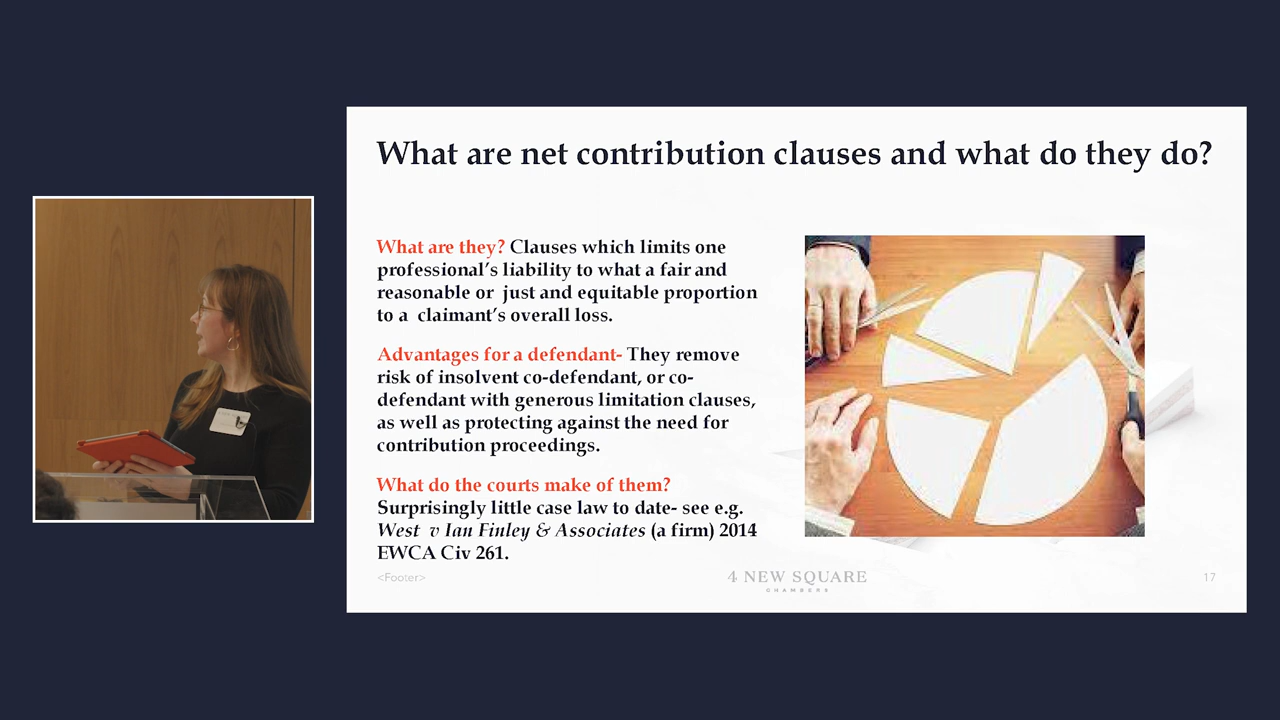 What are net contribution clauses and what do they do?
What are they? Clauses which limits one
professional's liability to what a fair and
reasonable or just and equitable proportion
to a claimant's overall loss.
Advantages for a defendant- They remove
risk of insolvent co-defendant, or co-
defendant with generous limitation clauses,
as well as protecting against the need for
contribution proceedings.
What do the courts make of them?
Surprisingly little case law to date- see e.g.
West v Ian Finley & Associates (a firm) 2014
EWCA Civ 261.
<Footer>
4 NEW SQUARE
CHAMBERS
17